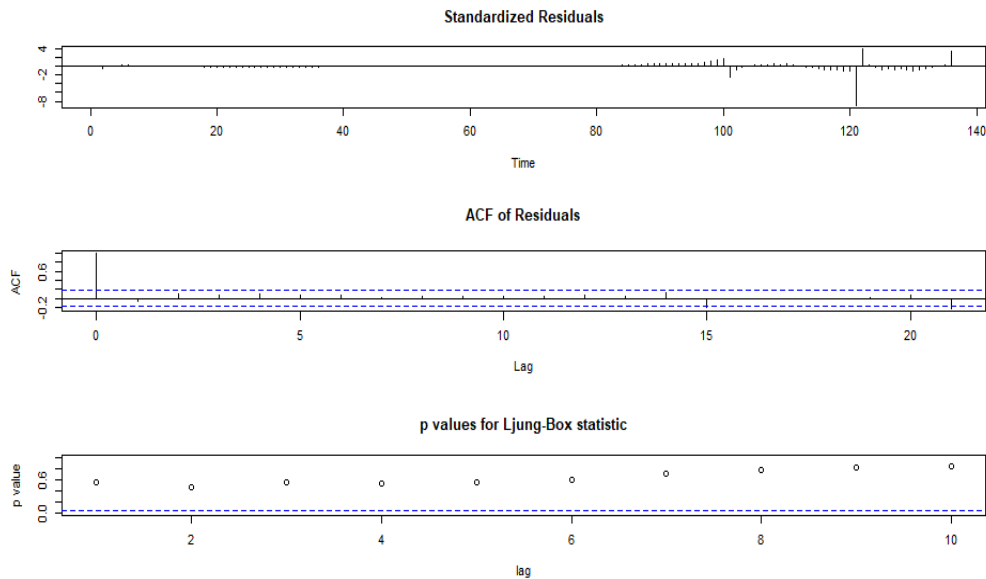 Standardized Residuals
4
-2
-8
0 20 40 60 80 100 120 140
Time
ACF of Residuals
ACF
0.6
-0.2
0 5 10 15 20
Lag
p values for Ljung-Box statistic
p value
0.6
0.0
2 4 6 8 10
lag